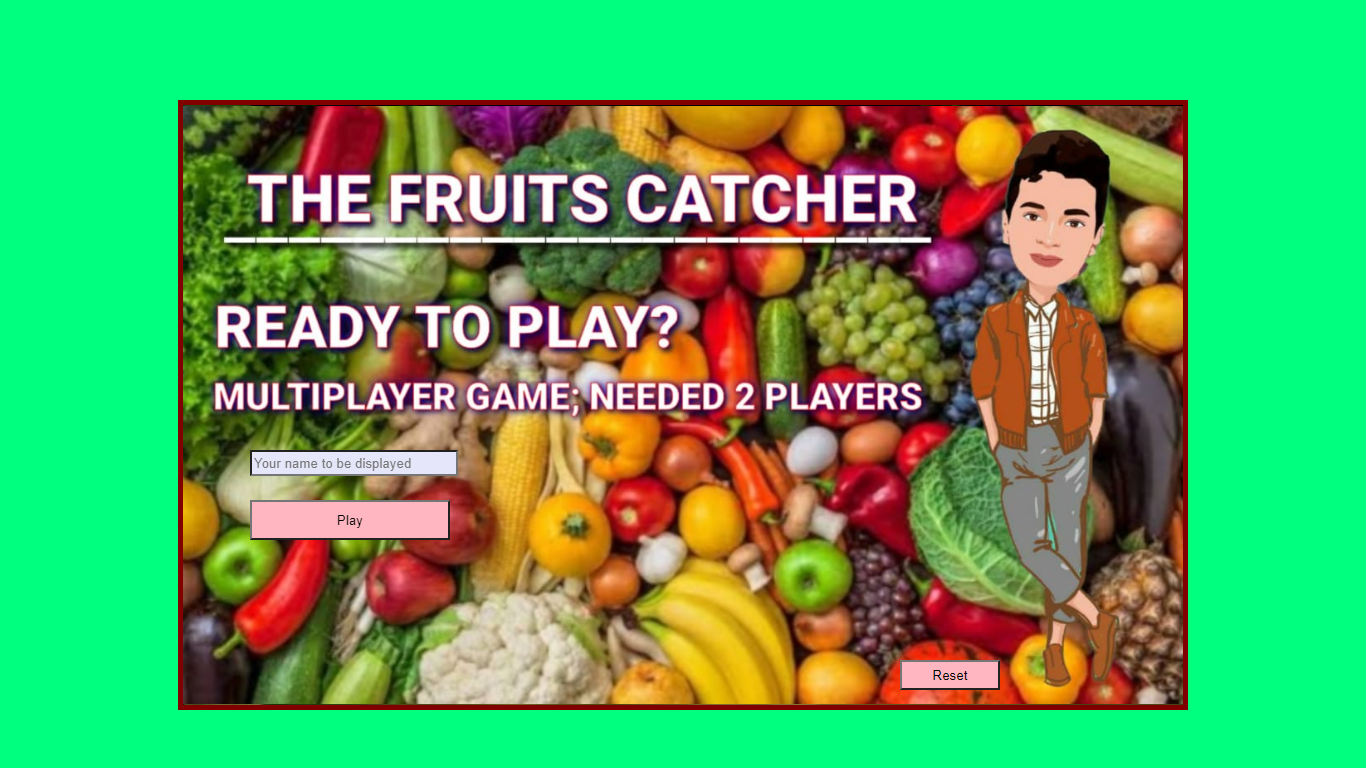 THE FRUITS CATCHER
READY TO PLAY?
MULTIPLAYER GAME; NEEDED 2 PLAYERS
Your name to be displayed
Play
Reset